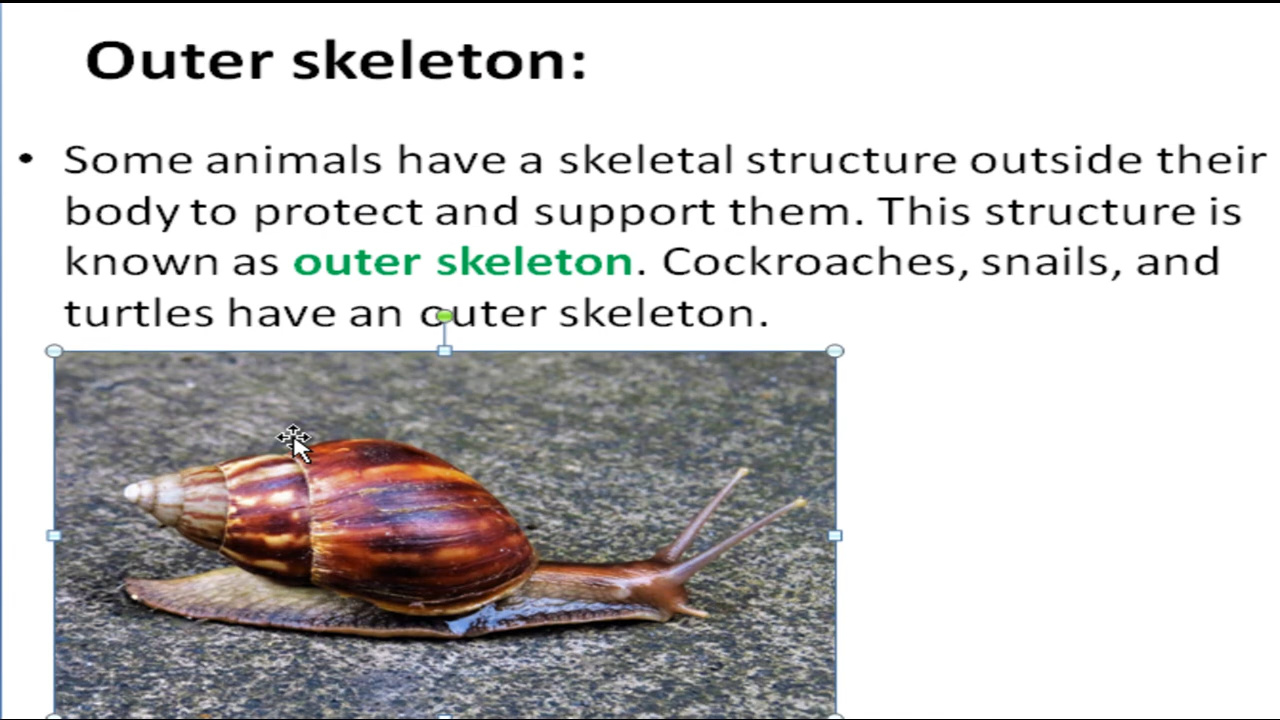 Outer skeleton:
• Some animals have a skeletal structure outside their
body to protect and support them. This structure is
known as outer skeleton. Cockroaches, snails, and
turtles have an outer skeleton.